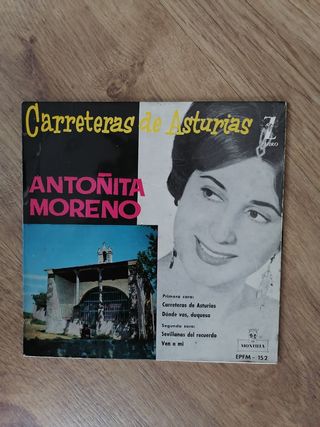 Carreteras de Asturias
ANTOÑITA
MORENO
Primera cara:
Carreteras de Asturias
Dónde vas, duquesa
Segunda cara:
Sevillanas del recuerdo
Ven a mí
MONTILLA
EPFM - 152